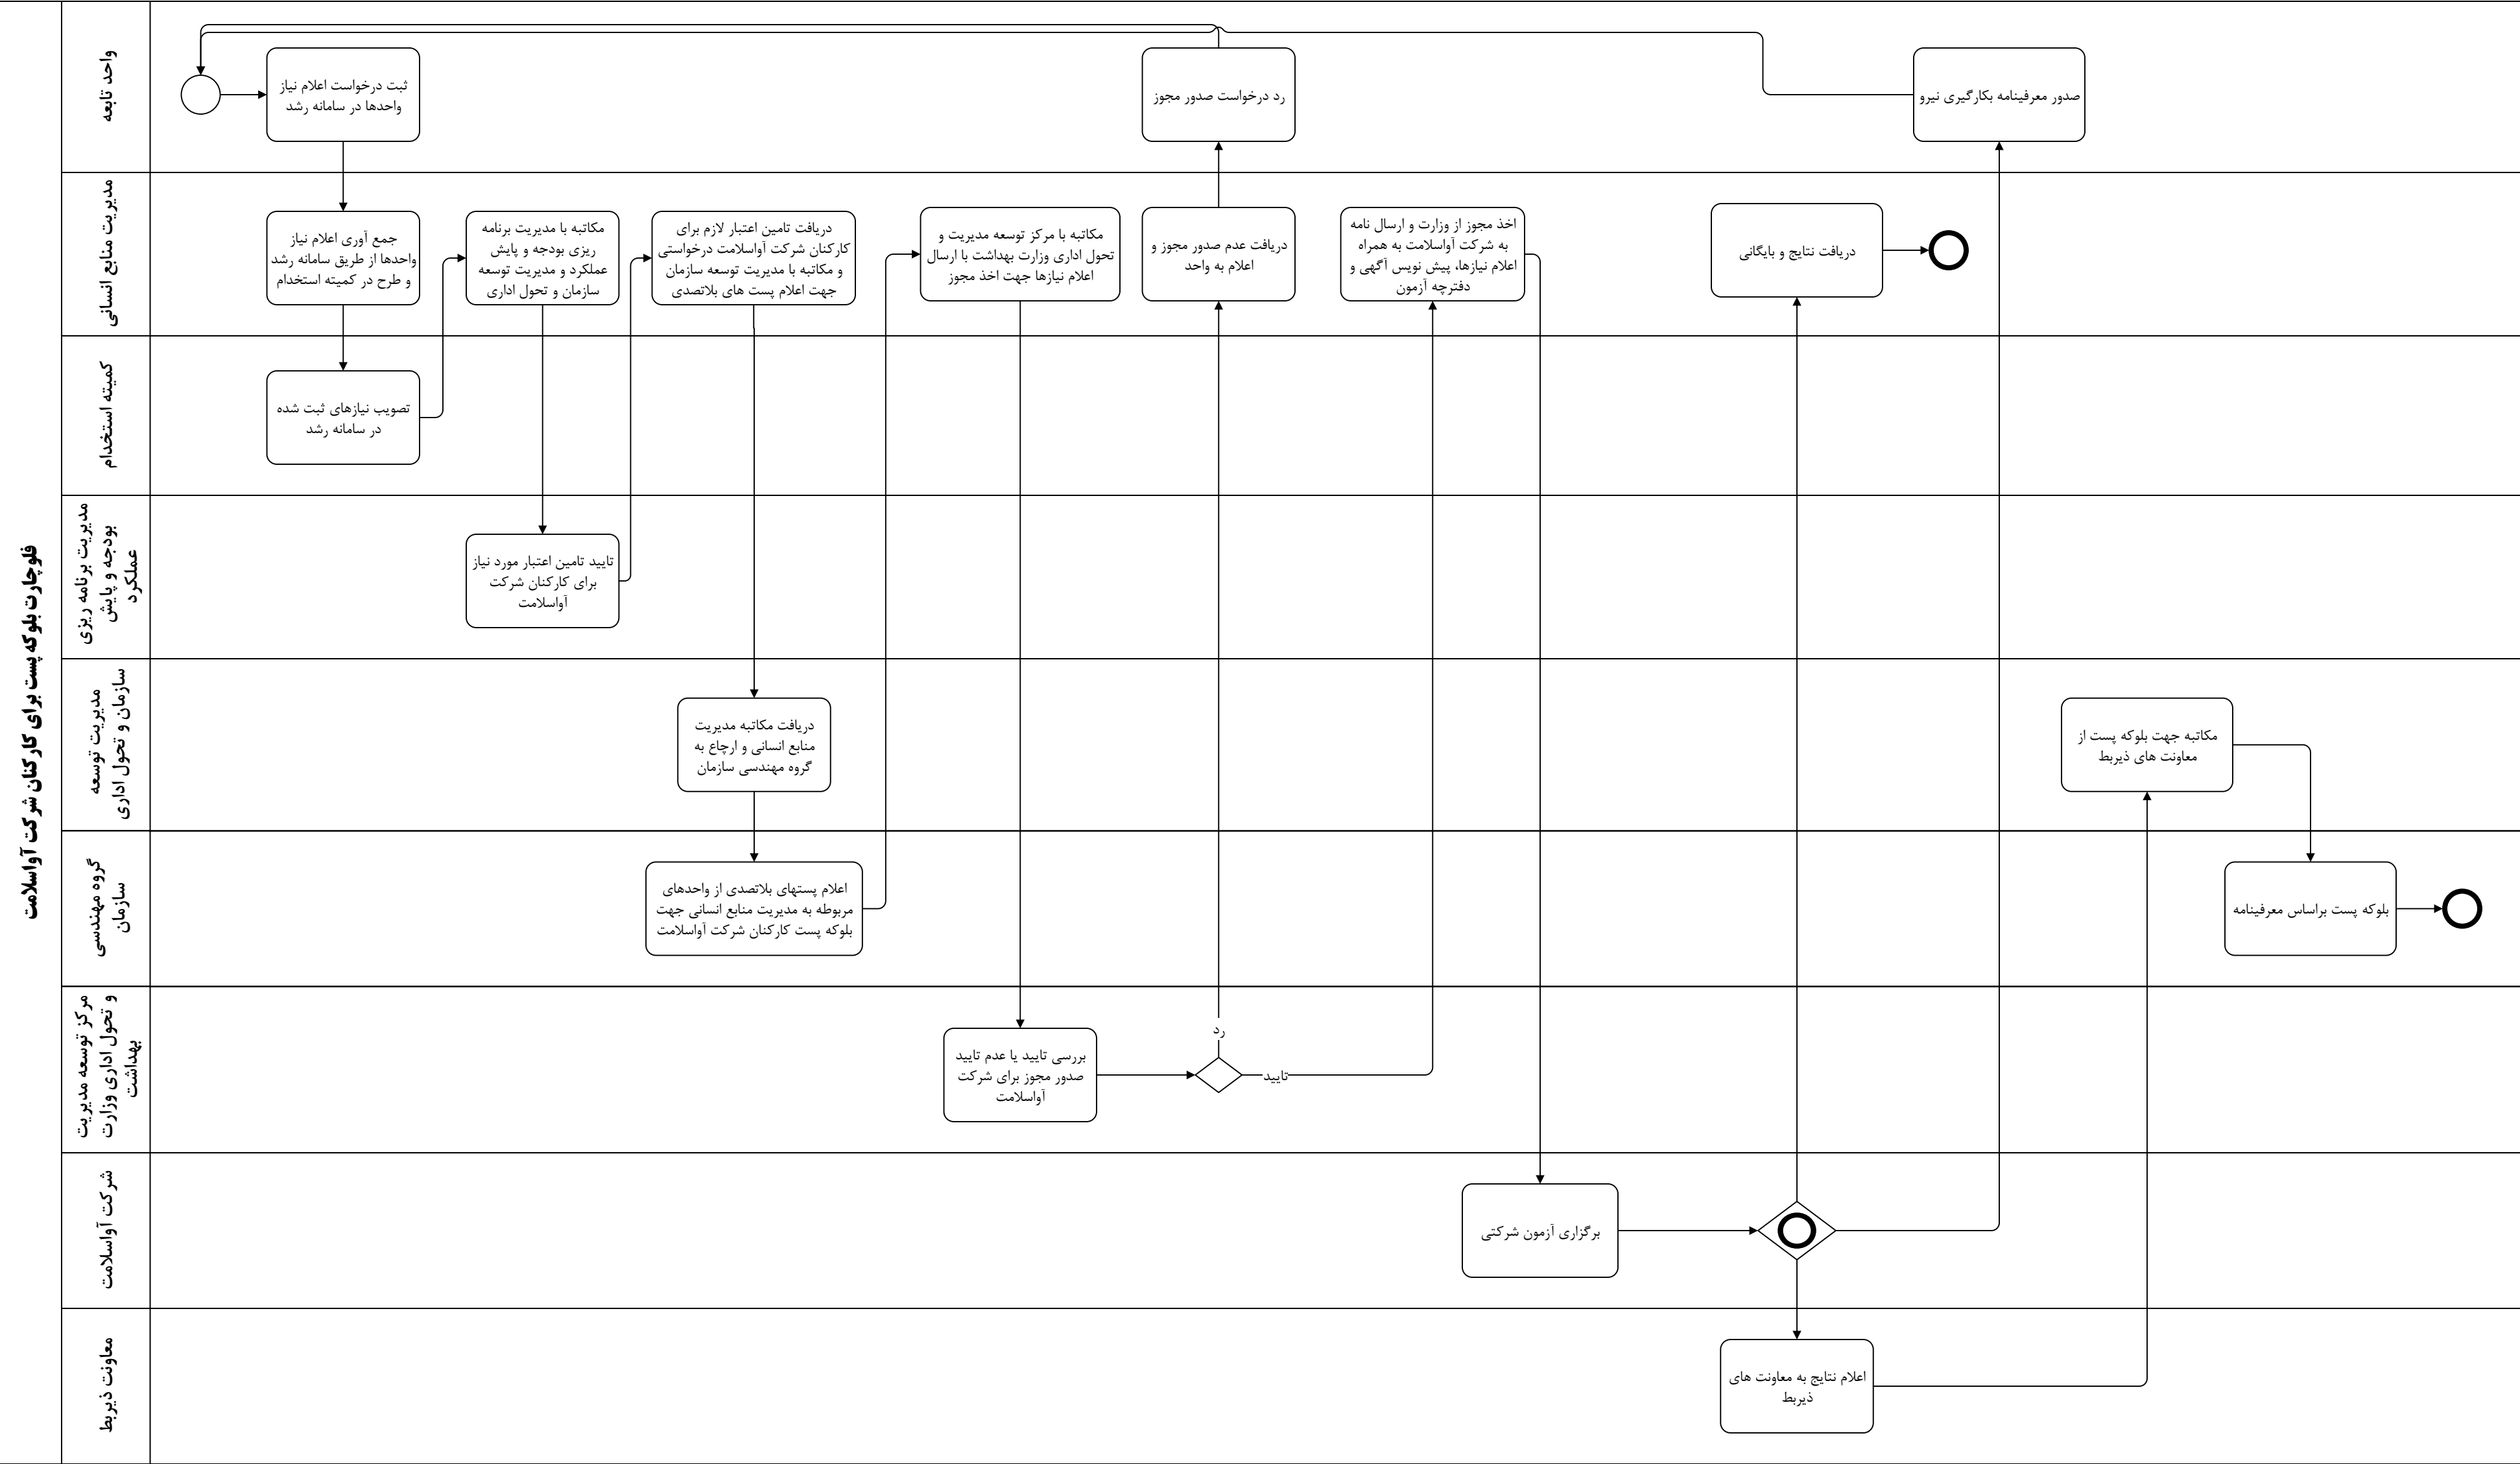 فلوچارت بلوکه پست برای کارکنان شرکت آواسلامت
واحد تابعه
ثبت درخواست اعلام نیاز
واحدها در سامانه رشد
رد درخواست صدور مجوز
صدور معرفینامه بکارگیری نیرو
مدیریت منابع انسانی
جمع آوری اعلام نیاز
واحدها از طریق سامانه رشد
و طرح در کمیته استخدام
مکاتبه با مدیریت برنامه
ریزی بودجه و پایش
عملکرد و مدیریت توسعه
سازمان و تحول اداری
دریافت تامین اعتبار لازم برای
کارکنان شرکت آواسلامت درخواستی
و مکاتبه با مدیریت توسعه سازمان
جهت اعلام پست های بلاتصدی
مکاتبه با مرکز توسعه مدیریت و
تحول اداری وزارت بهداشت با ارسال
اعلام نیازها جهت اخذ مجوز
دریافت عدم صدور مجوز و
اعلام به واحد
اخذ مجوز از وزارت و ارسال نامه
به شرکت آواسلامت به همراه
اعلام نیازها، پیش نویس آگهی و
دفترچه آزمون
دریافت نتایج و بایگانی
کمیته استخدام
تصویب نیازهای ثبت شده
در سامانه رشد
مدیریت برنامه ریزی
بودجه و پایش
عملکرد
تایید تامین اعتبار مورد نیاز
برای کارکنان شرکت
آواسلامت
مدیریت توسعه
سازمان و تحول اداری
دریافت مکاتبه مدیریت
منابع انسانی و ارجاع به
گروه مهندسی سازمان
مکاتبه جهت بلوکه پست از
معاونت های ذیربط
گروه مهندسی
سازمان
اعلام پستهای بلاتصدی از واحدهای
مربوطه به مدیریت منابع انسانی جهت
بلوکه پست کارکنان شرکت آواسلامت
بلوکه پست براساس معرفینامه
مرکز توسعه مدیریت
و تحول اداری وزارت
بهداشت
بررسی تایید یا عدم تایید
صدور مجوز برای شرکت
آواسلامت
رد
تایید
شرکت آواسلامت
برگزاری آزمون شرکتی
معاونت ذیربط
اعلام نتایج به معاونت های
ذیربط